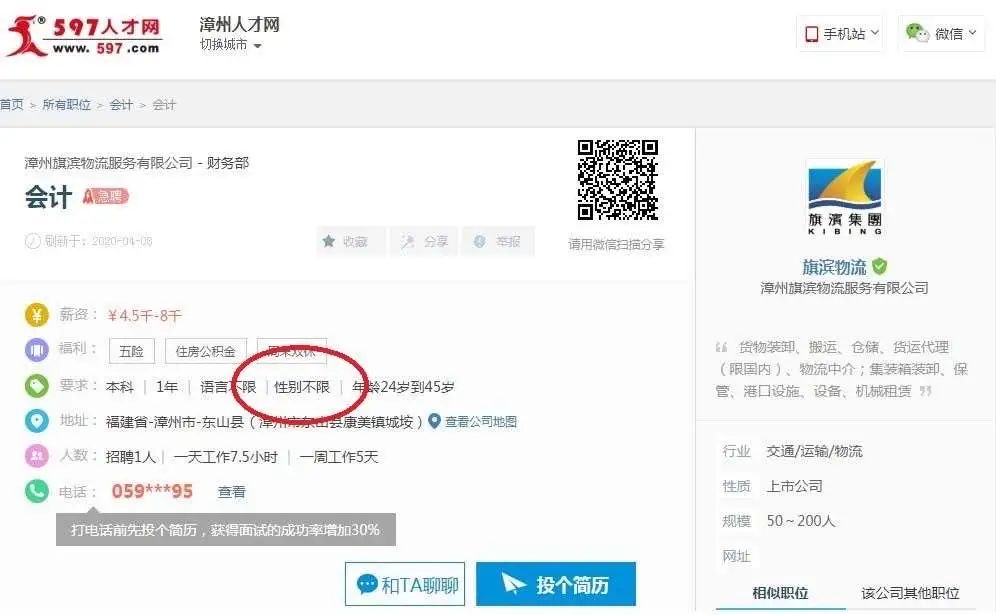 597人才网
www.597.com
漳州人才网
切换城市
手机站
微信
首页 > 所有职位 > 会计 > 会计
漳州旗滨物流服务有限公司 - 财务部
会计 急聘
刷新于：2020-04-08
收藏 分享 举报
请用微信扫描分享
薪资： ￥4.5千-8千
福利： 五险 住房公积金 周末双休
要求： 本科 | 1年 | 语言不限 | 性别不限 | 年龄24岁到45岁
地址： 福建省-漳州市-东山县（漳州市东山县康美镇城垵） 查看公司地图
人数： 招聘1人 | 一天工作7.5小时 | 一周工作5天
电话： 059***95 查看
打电话前先投个简历，获得面试的成功率增加30%
和TA聊聊 投个简历
旗濱集團
KIBING
旗滨物流
漳州旗滨物流服务有限公司
“ 货物装卸、搬运、仓储、货运代理
（限国内）、物流中介；集装箱装卸、保
管、港口设施、设备、机械租赁 ”
行业 交通/运输/物流
性质 上市公司
规模 50～200人
网址
相似职位 该公司其他职位